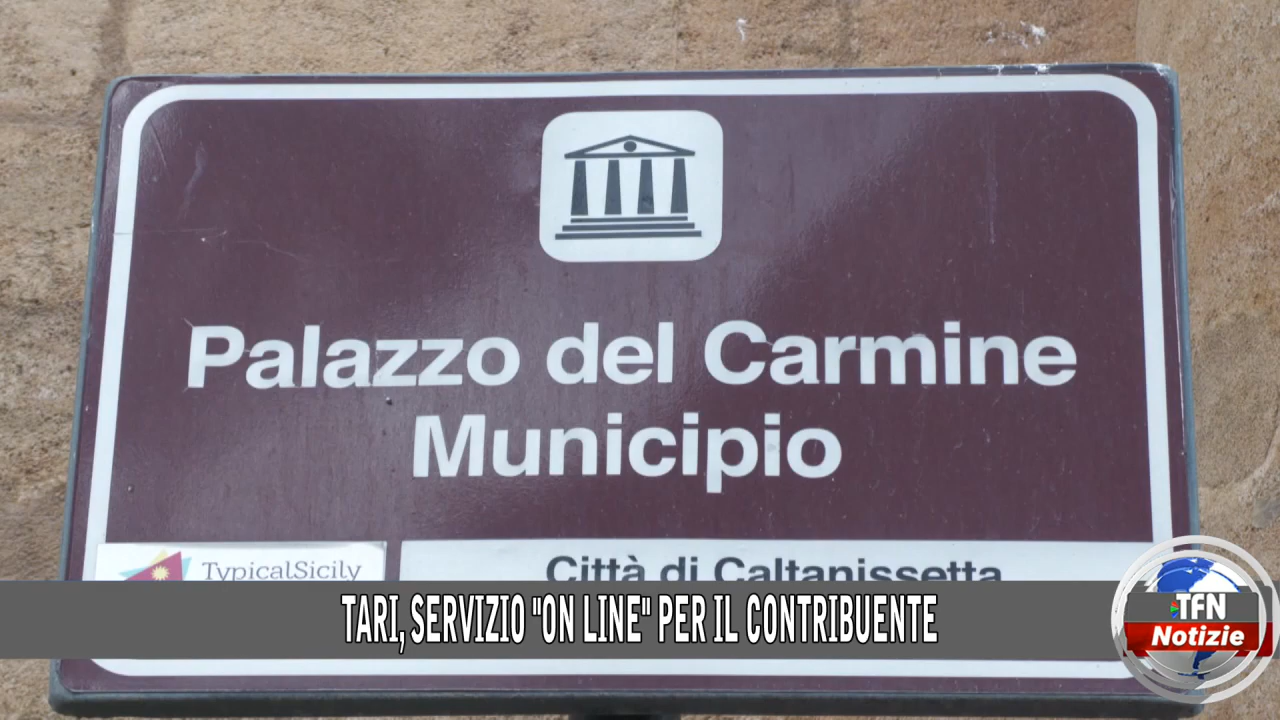 Palazzo del Carmine
Municipio
TypicalSicily
Città di Caltanissetta
TARI, SERVIZIO "ON LINE" PER IL CONTRIBUENTE
TFN
Notizie